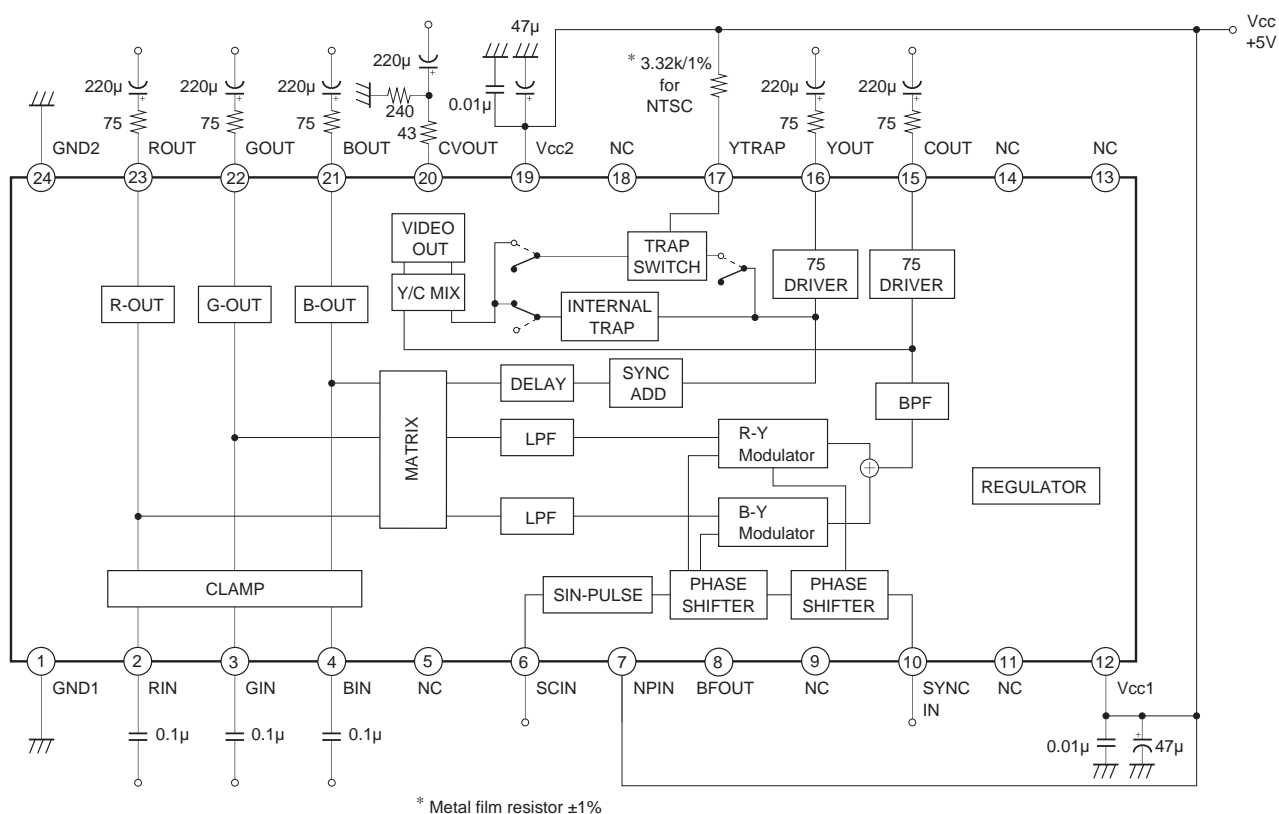 47µ
Vcc
+5V
220µ
* 3.32k/1%
for
NTSC
220µ 220µ 220µ 0.01µ 220µ 220µ
240
75 75 75 43 75 75
GND2 ROUT GOUT BOUT CVOUT Vcc2 NC YTRAP YOUT COUT NC NC
24 23 22 21 20 19 18 17 16 15 14 13
VIDEO
OUT
TRAP
SWITCH
75
DRIVER
75
DRIVER
R-OUT G-OUT B-OUT
Y/C MIX
INTERNAL
TRAP
MATRIX
DELAY
SYNC
ADD
BPF
LPF
R-Y
Modulator
REGULATOR
LPF
B-Y
Modulator
CLAMP
SIN-PULSE
PHASE
SHIFTER
PHASE
SHIFTER
1 2 3 4 5 6 7 8 9 10 11 12
GND1 RIN GIN BIN NC SCIN NPIN BFOUT NC SYNC
IN
NC Vcc1
0.1µ 0.1µ 0.1µ
0.01µ 47µ
* Metal film resistor ±1%
+ + + + + + + + +